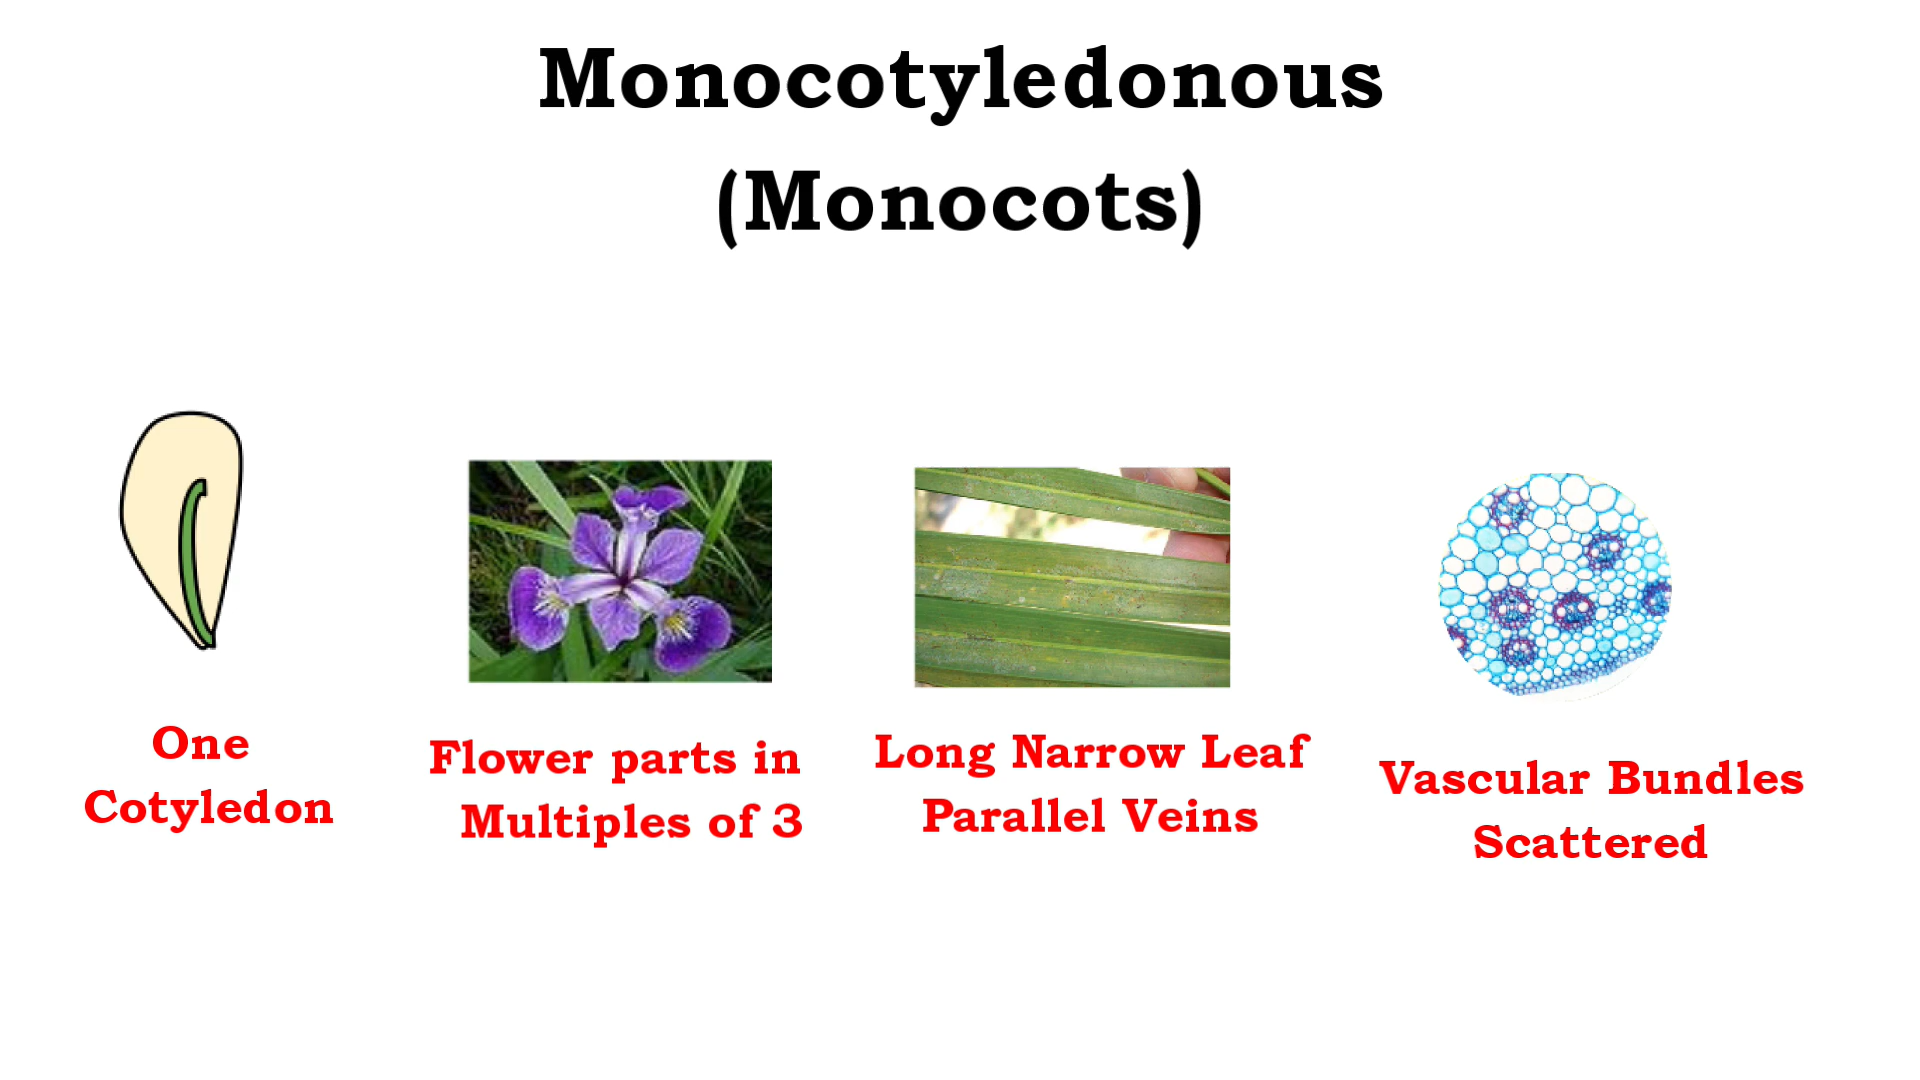 Monocotyledonous
(Monocots)
One
Cotyledon
Flower parts in
Multiples of 3
Long Narrow Leaf
Parallel Veins
Vascular Bundles
Scattered